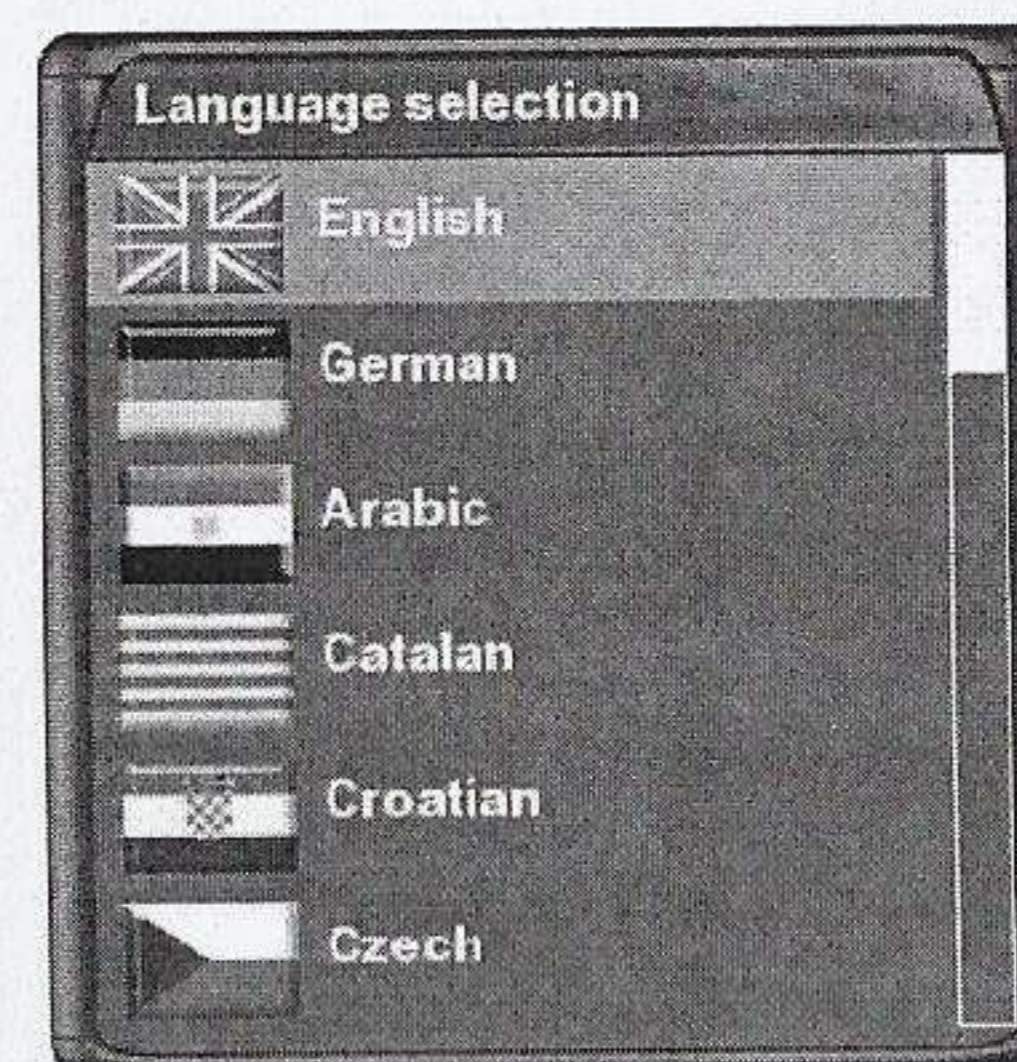 Language selection
English
German
Arabic
Catalan
Croatian
Czech